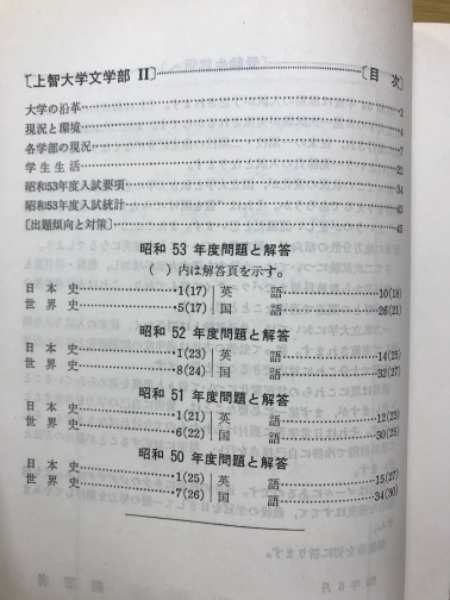 〔上智大学文学部 II〕……〔目 次〕
大学の沿革……2
現況と環境……4
各学部の現況……7
学生生活……22
昭和53年度入試要項……34
昭和53年度入試統計……43
〔出題傾向と対策〕……45
昭和 53 年度問題と解答
( )内は解答頁を示す。
日本史……1(17) 英語……10(18)
世界史……5(17) 国語……26(21)
昭和 52 年度問題と解答
日本史……1(23) 英語……14(25)
世界史……8(24) 国語……32(27)
昭和 51 年度問題と解答
日本史……1(21) 英語……12(23)
世界史……6(22) 国語……30(25)
昭和 50 年度問題と解答
日本史……1(25) 英語……15(27)
世界史……7(26) 国語……34(30)